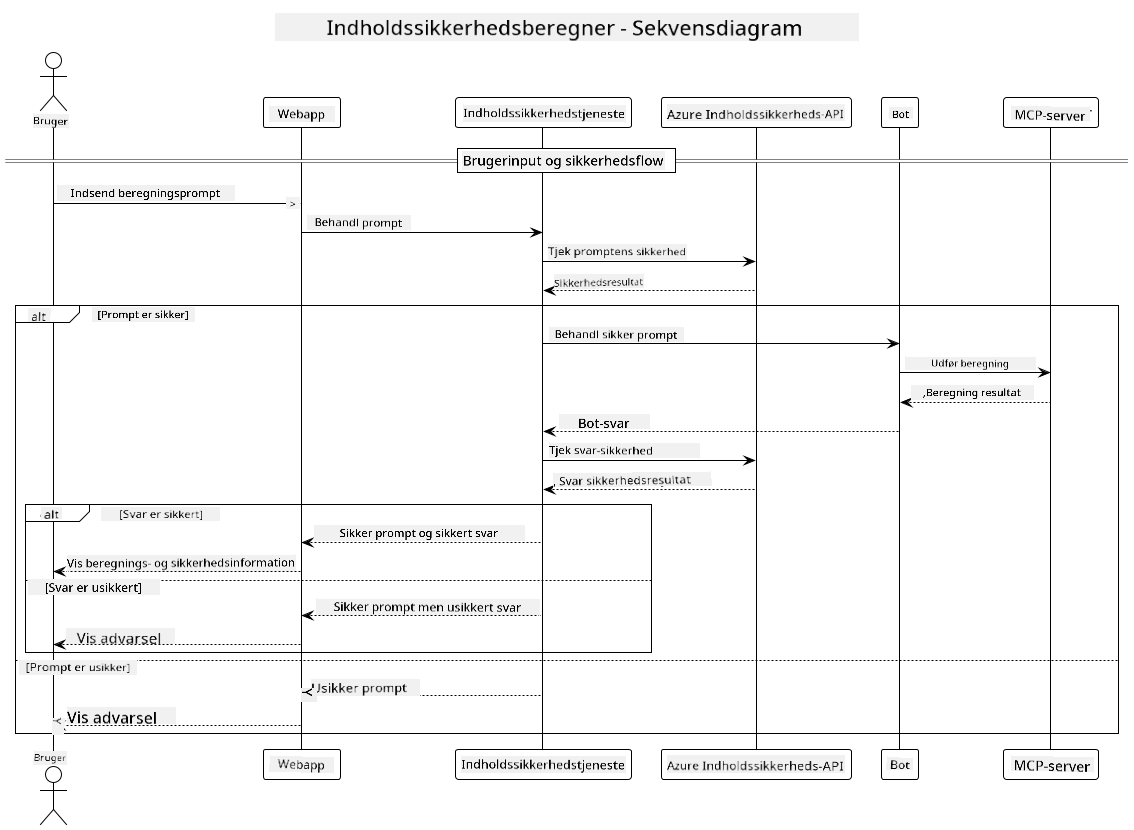 Indholdssikkerhedsberegner - Sekvensdiagram
Bruger
Webapp
Indholdssikkerhedstjeneste
Azure Indholdssikkerheds-API
Bot
MCP-server
Brugerinput og sikkerhedsflow
Indsend beregningsprompt
Behandl prompt
Tjek promptens sikkerhed
Sikkerhedsresultat
alt [Prompt er sikker]
Behandl sikker prompt
Udfør beregning
Beregning resultat
Bot-svar
Tjek svar-sikkerhed
Svar sikkerhedsresultat
alt [Svar er sikkert]
Sikker prompt og sikkert svar
Vis beregnings- og sikkerhedsinformation
[Svar er usikkert]
Sikker prompt men usikkert svar
Vis advarsel
[Prompt er usikker]
Usikker prompt
Vis advarsel
Bruger
Webapp
Indholdssikkerhedstjeneste
Azure Indholdssikkerheds-API
Bot
MCP-server